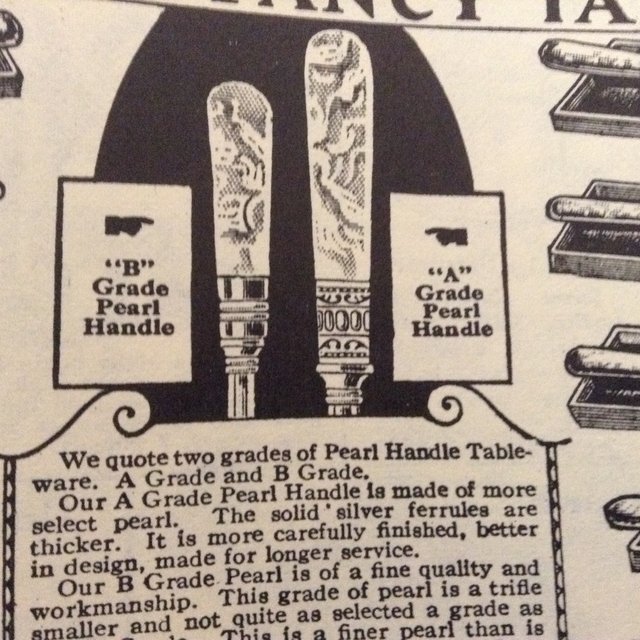 FANCY TA
"B"
Grade
Pearl
Handle
"A"
Grade
Pearl
Handle
We quote two grades of Pearl Handle Table-
ware. A Grade and B Grade.
Our A Grade Pearl Handle is made of more
select pearl. The solid silver ferrules are
thicker. It is more carefully finished, better
in design, made for longer service.
Our B Grade Pearl is of a fine quality and
workmanship. This grade of pearl is a trifle
smaller and not quite as selected a grade as
This is a finer pearl than is